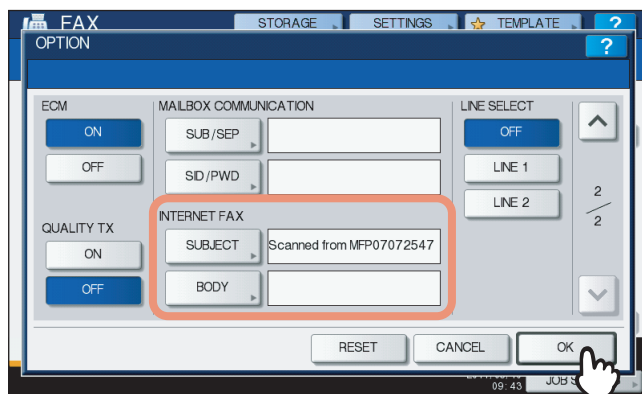 FAX
STORAGE
SETTINGS
TEMPLATE
?
OPTION
?
ECM
ON
OFF
QUALITY TX
ON
OFF
MAILBOX COMMUNICATION
SUB/SEP
SID/PWD
INTERNET FAX
SUBJECT
Scanned from MFP07072547
BODY
LINE SELECT
OFF
LINE 1
LINE 2
2
2
RESET
CANCEL
OK
09:43
JOB S